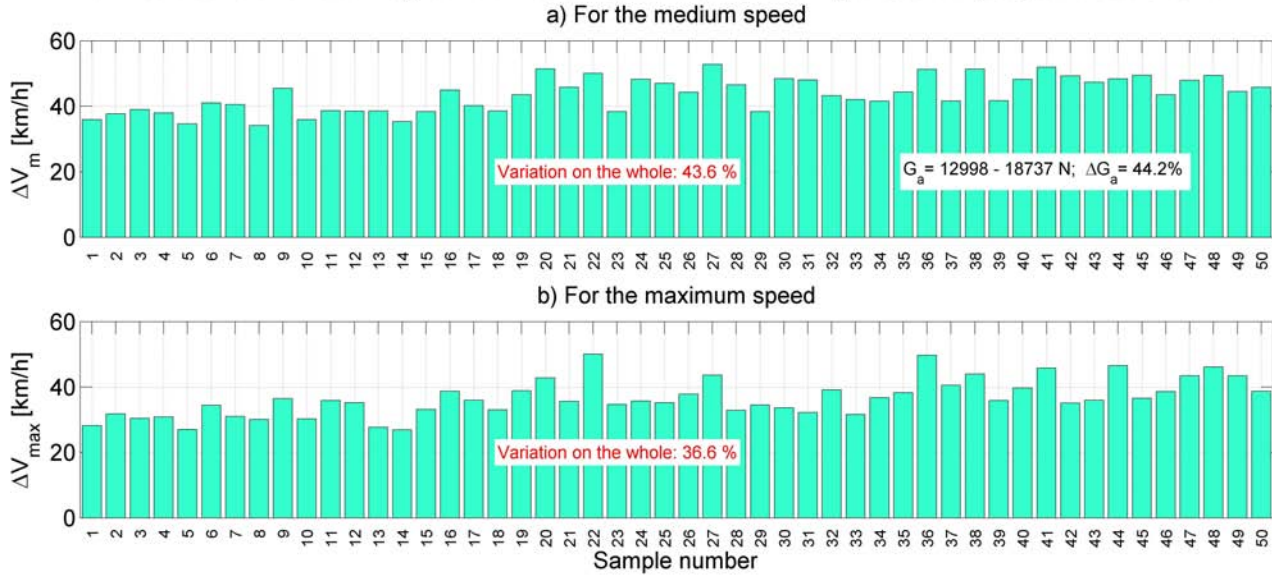 a) For the medium speed
60
40
20
0
ΔV_m [km/h]
Variation on the whole: 43.6 %
G_a= 12998 - 18737 N; ΔG_a= 44.2%
1 2 3 4 5 6 7 8 9 10 11 12 13 14 15 16 17 18 19 20 21 22 23 24 25 26 27 28 29 30 31 32 33 34 35 36 37 38 39 40 41 42 43 44 45 46 47 48 49 50
b) For the maximum speed
60
40
20
0
ΔV_max [km/h]
Variation on the whole: 36.6 %
1 2 3 4 5 6 7 8 9 10 11 12 13 14 15 16 17 18 19 20 21 22 23 24 25 26 27 28 29 30 31 32 33 34 35 36 37 38 39 40 41 42 43 44 45 46 47 48 49 50
Sample number